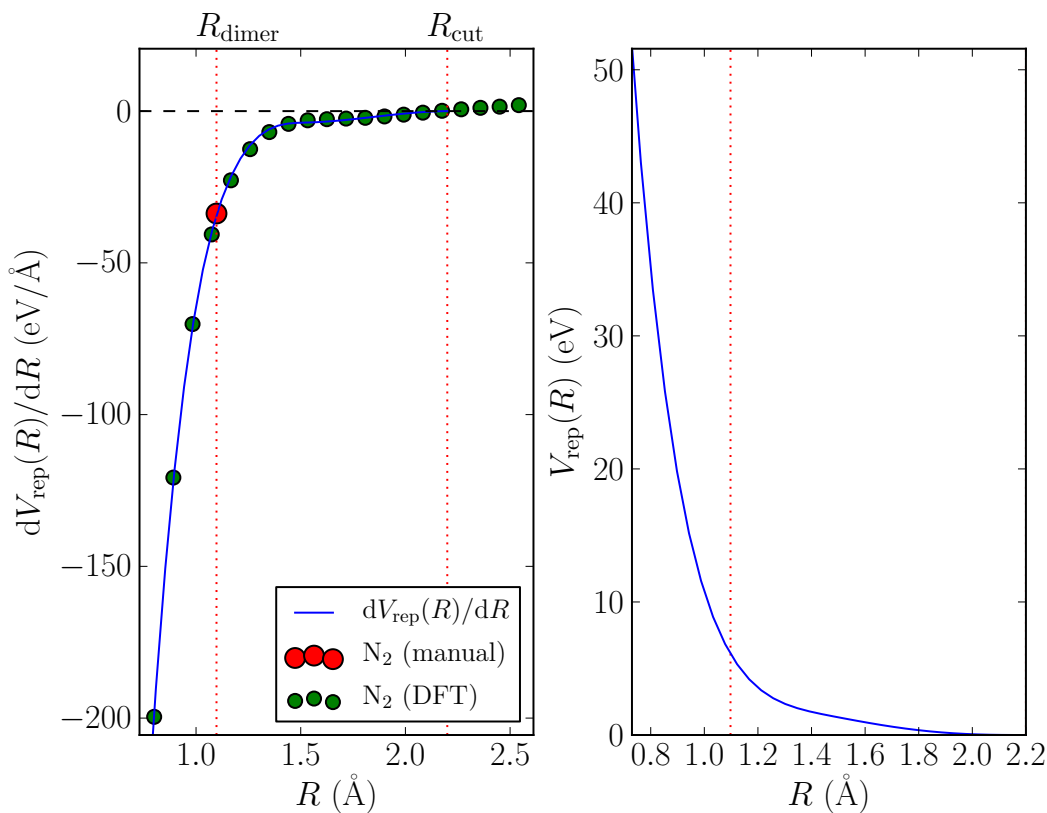 R_dimer R_cut
dV_rep(R)/dR (eV/Å)
0
−50
−100
−150
−200
1.0 1.5 2.0 2.5
R (Å)
dV_rep(R)/dR
N₂ (manual)
N₂ (DFT)
V_rep(R) (eV)
50
40
30
20
10
0
0.8 1.0 1.2 1.4 1.6 1.8 2.0 2.2
R (Å)